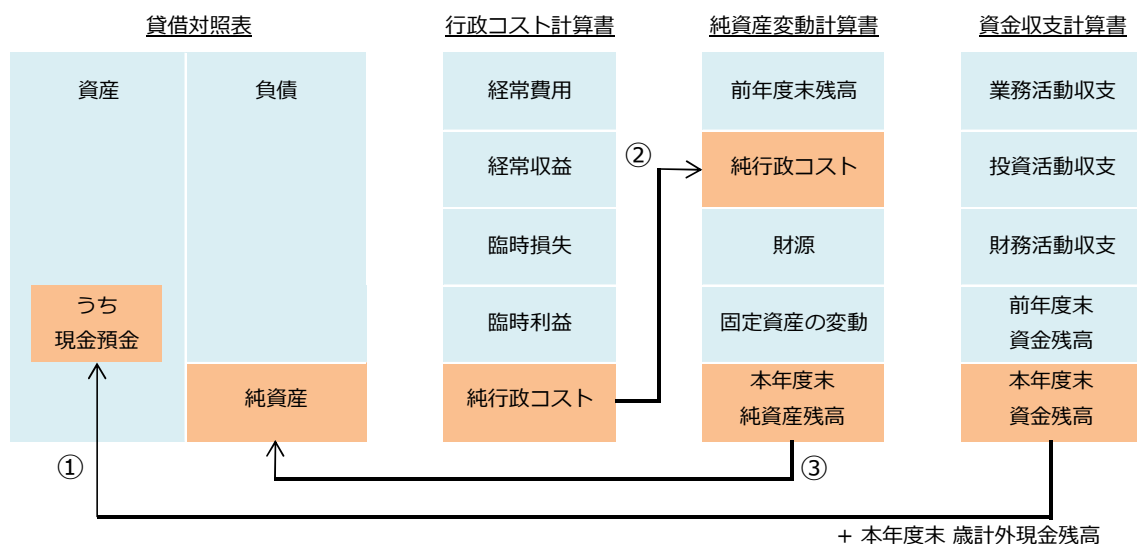 貸借対照表
資産
負債
うち
現金預金
純資産
行政コスト計算書
経常費用
経常収益
臨時損失
臨時利益
純行政コスト
純資産変動計算書
前年度末残高
純行政コスト
財源
固定資産の変動
本年度末
純資産残高
資金収支計算書
業務活動収支
投資活動収支
財務活動収支
前年度末
資金残高
本年度末
資金残高
①
②
③
+ 本年度末 歳計外現金残高